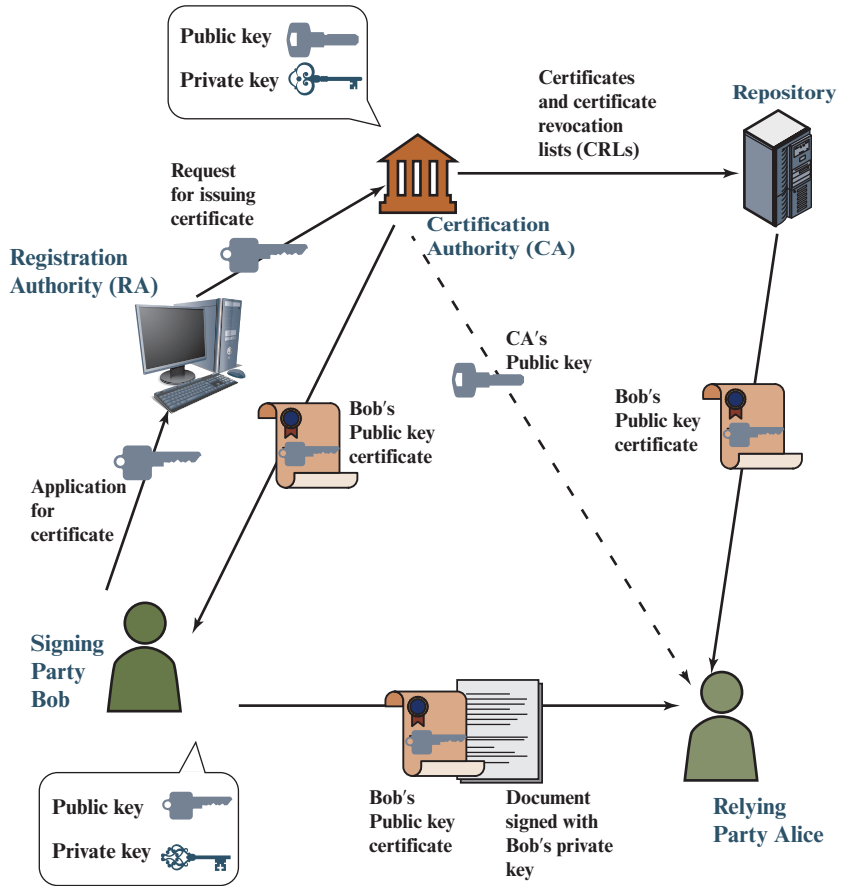 Public key
Private key
Certificates
and certificate
revocation
lists (CRLs)
Repository
Request
for issuing
certificate
Certification
Authority (CA)
Registration
Authority (RA)
CA's
Public key
Bob's
Public key
certificate
Bob's
Public key
certificate
Application
for
certificate
Signing
Party
Bob
Public key
Private key
Bob's
Public key
certificate
Document
signed with
Bob's private
key
Relying
Party Alice